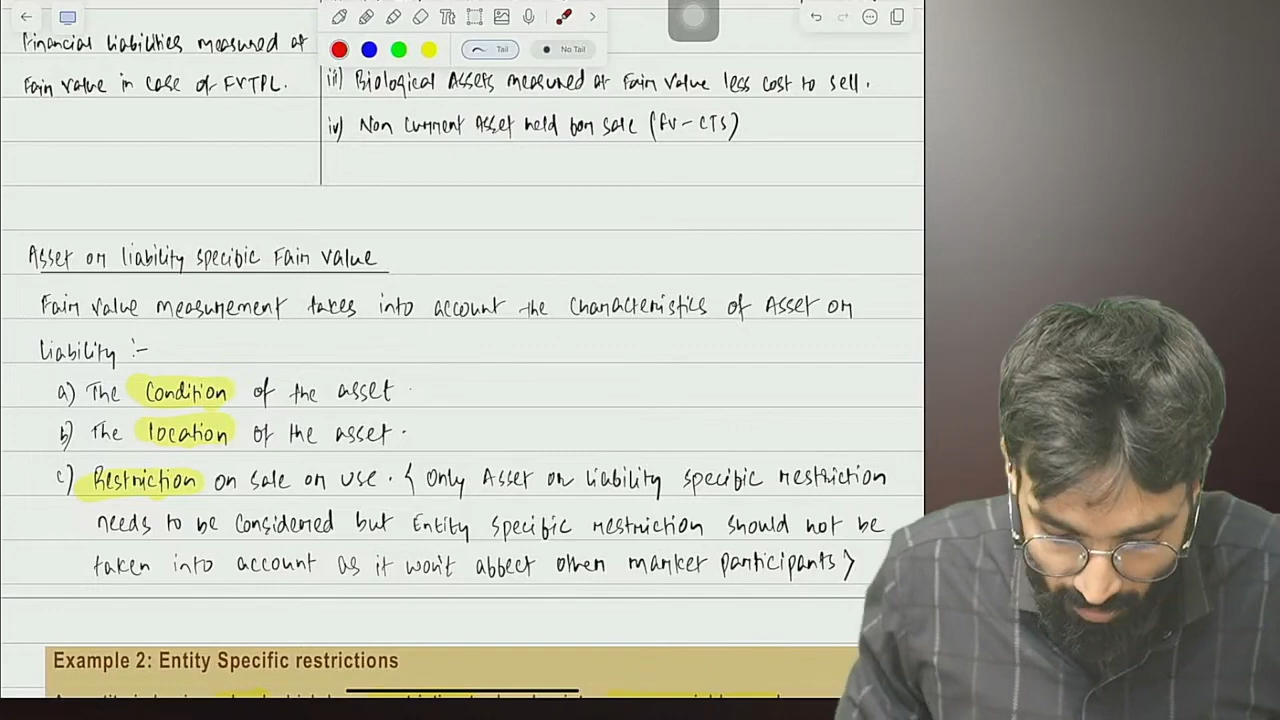 Tail
No Tail
Financial liabilities measured at
Fair value in case of FVTPL.
iii) Biological Assets measured at Fair value less cost to sell.
iv) Non Current Asset held for sale (FV-CTS)
Asset or liability specific Fair value
Fair value measurement takes into account the characteristics of Asset or
liability :-
a) The Condition of the asset
b) The location of the asset.
c) Restriction on sale or use. { Only Asset or liability specific restriction
needs to be considered but Entity specific restriction should not be
taken into account as it won't affect other market participants }
Example 2: Entity Specific restrictions